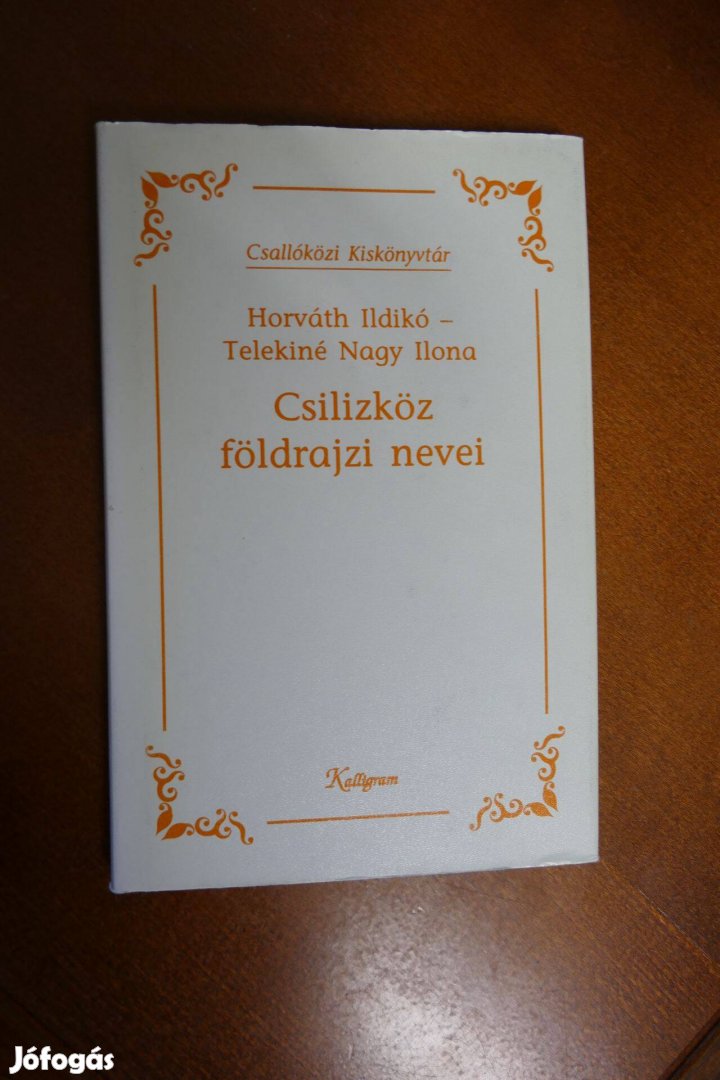 Csallóközi Kiskönyvtár
Horváth Ildikó –
Telekiné Nagy Ilona
Csilizköz
földrajzi nevei
Kalligram
Jófogás